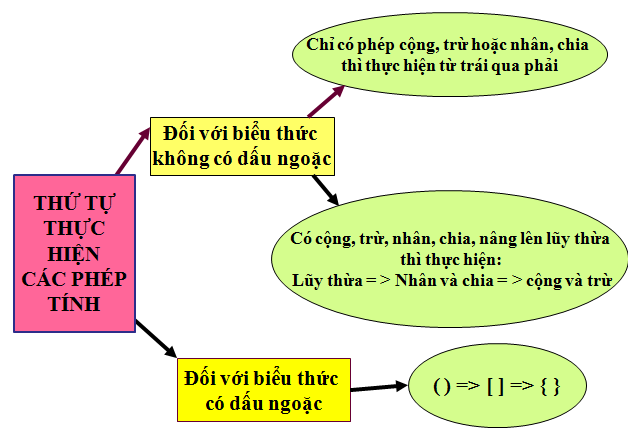 THỨ TỰ
THỰC
HIỆN
CÁC PHÉP
TÍNH
Đối với biểu thức
không có dấu ngoặc
Chỉ có phép cộng, trừ hoặc nhân, chia
thì thực hiện từ trái qua phải
Có cộng, trừ, nhân, chia, nâng lên lũy thừa
thì thực hiện:
Lũy thừa = > Nhân và chia = > cộng và trừ
Đối với biểu thức
có dấu ngoặc
( ) => [ ] => { }